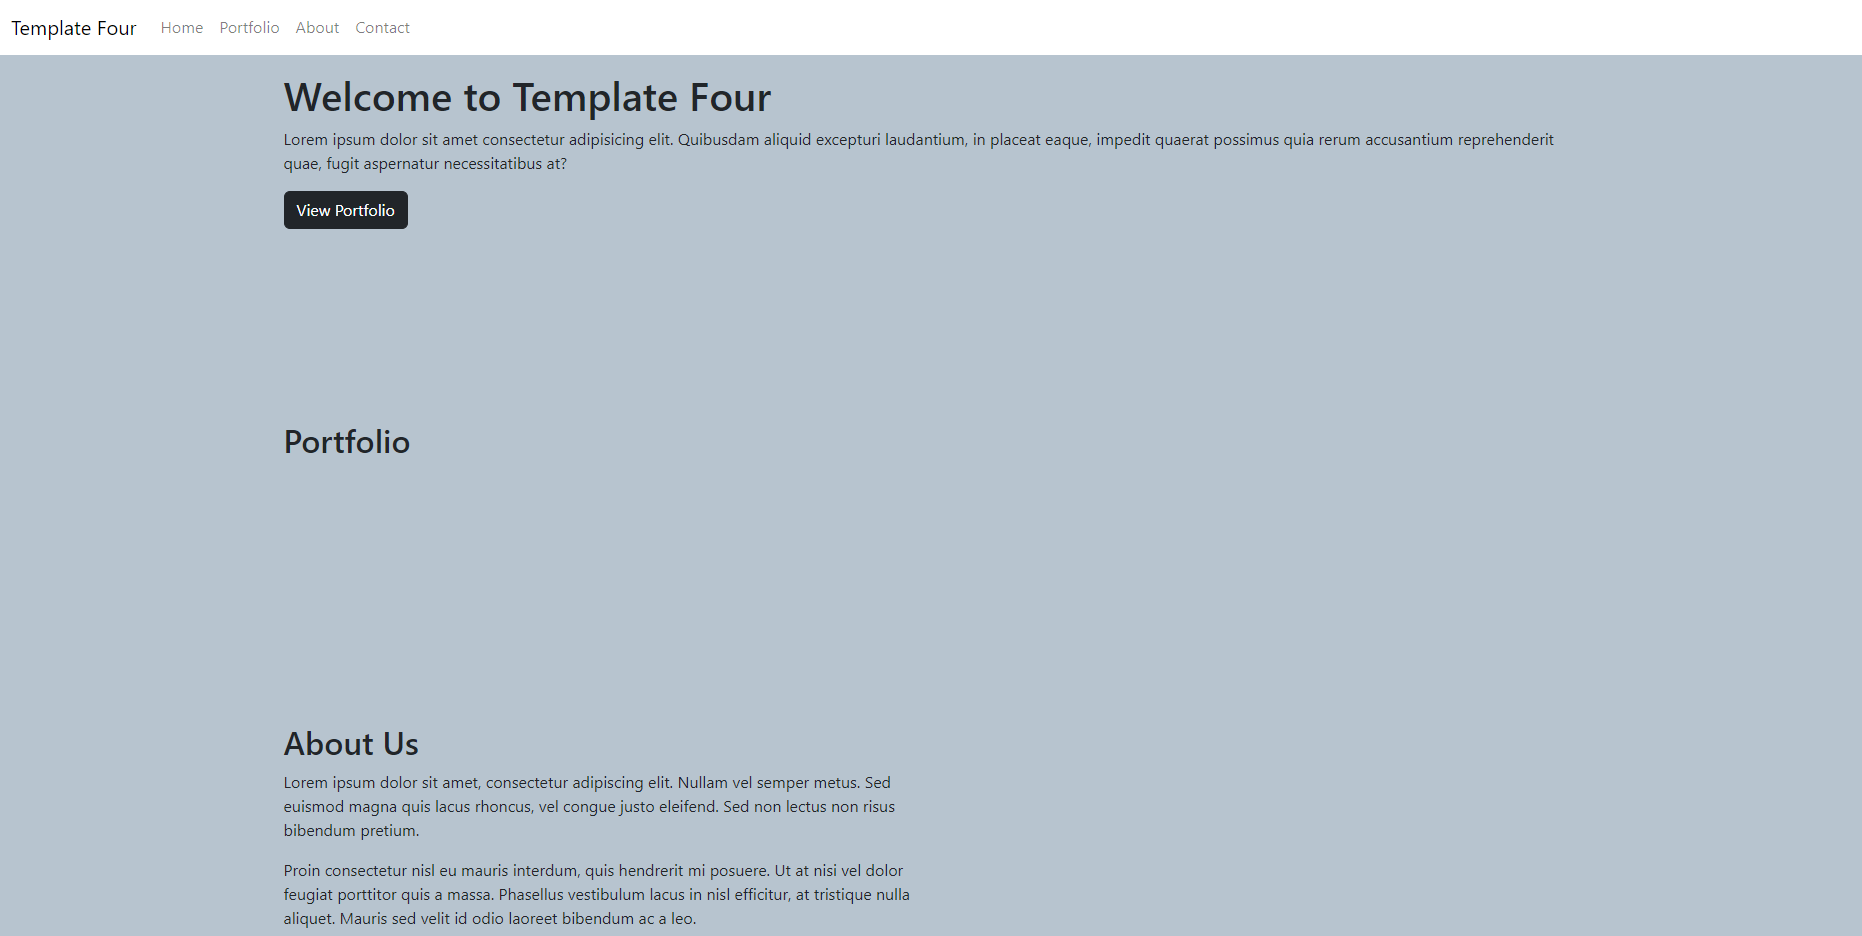 Template Four Home Portfolio About Contact
Welcome to Template Four
Lorem ipsum dolor sit amet consectetur adipisicing elit. Quibusdam aliquid excepturi laudantium, in placeat eaque, impedit quaerat possimus quia rerum accusantium reprehenderit
quae, fugit aspernatur necessitatibus at?
View Portfolio
Portfolio
About Us
Lorem ipsum dolor sit amet, consectetur adipiscing elit. Nullam vel semper metus. Sed
euismod magna quis lacus rhoncus, vel congue justo eleifend. Sed non lectus non risus
bibendum pretium.
Proin consectetur nisl eu mauris interdum, quis hendrerit mi posuere. Ut at nisi vel dolor
feugiat porttitor quis a massa. Phasellus vestibulum lacus in nisl efficitur, at tristique nulla
aliquet. Mauris sed velit id odio laoreet bibendum ac a leo.